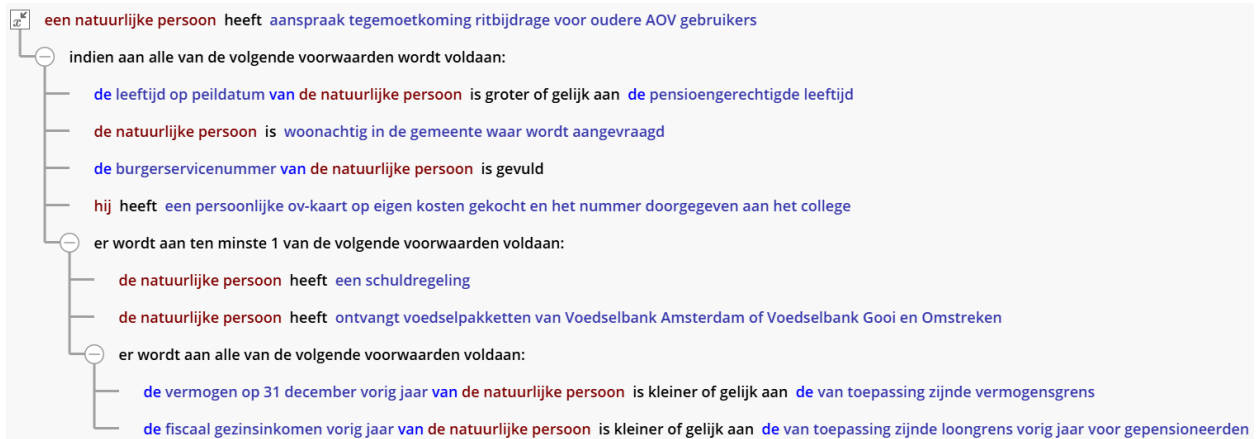 een natuurlijke persoon heeft aanspraak tegemoetkoming ritbijdrage voor oudere AOV gebruikers
indien aan alle van de volgende voorwaarden wordt voldaan:
de leeftijd op peildatum van de natuurlijke persoon is groter of gelijk aan de pensioengerechtigde leeftijd
de natuurlijke persoon is woonachtig in de gemeente waar wordt aangevraagd
de burgerservicenummer van de natuurlijke persoon is gevuld
hij heeft een persoonlijke ov-kaart op eigen kosten gekocht en het nummer doorgegeven aan het college
er wordt aan ten minste 1 van de volgende voorwaarden voldaan:
de natuurlijke persoon heeft een schuldregeling
de natuurlijke persoon heeft ontvangt voedselpakketten van Voedselbank Amsterdam of Voedselbank Gooi en Omstreken
er wordt aan alle van de volgende voorwaarden voldaan:
de vermogen op 31 december vorig jaar van de natuurlijke persoon is kleiner of gelijk aan de van toepassing zijnde vermogensgrens
de fiscaal gezinsinkomen vorig jaar van de natuurlijke persoon is kleiner of gelijk aan de van toepassing zijnde loongrens vorig jaar voor gepensioneerden